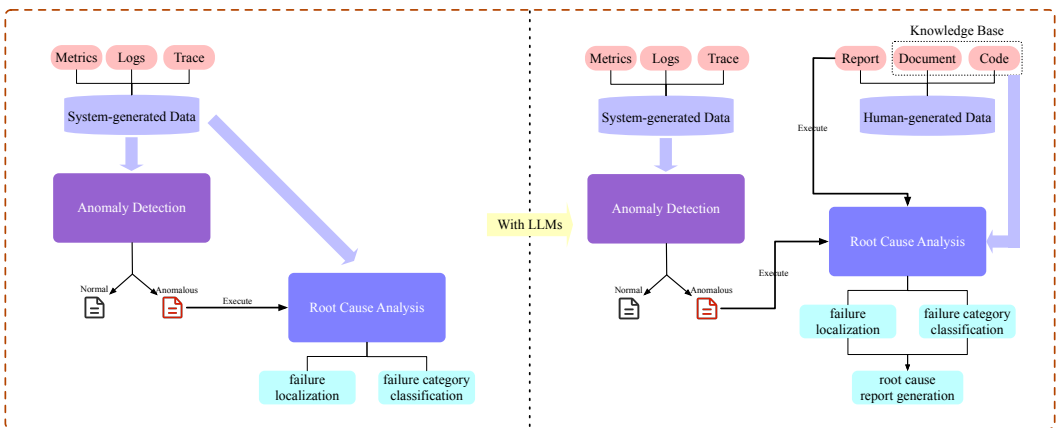 Metrics
Logs
Trace
System-generated Data
Anomaly Detection
Normal
Anomalous
Execute
Root Cause Analysis
failure
localization
failure category
classification
With LLMs
Metrics
Logs
Trace
System-generated Data
Anomaly Detection
Normal
Anomalous
Execute
Knowledge Base
Report
Document
Code
Human-generated Data
Execute
Root Cause Analysis
failure
localization
failure category
classification
root cause
report generation